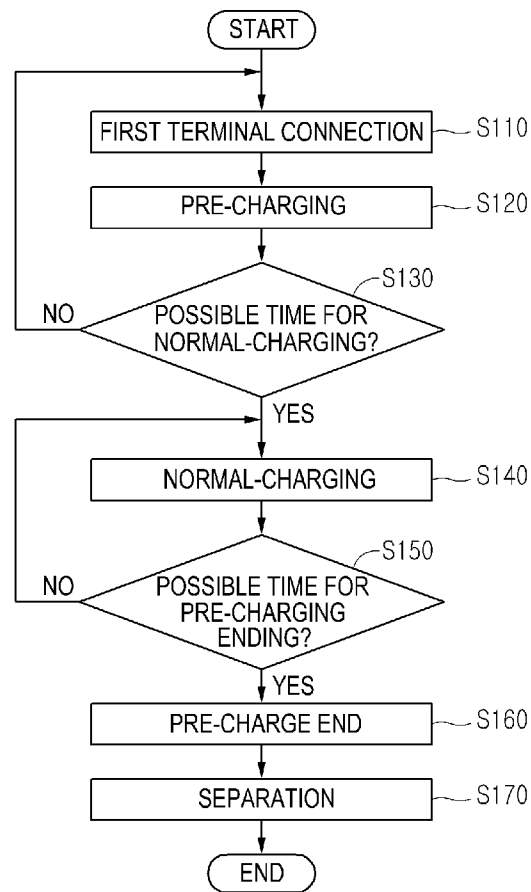 START
FIRST TERMINAL CONNECTION
S110
PRE-CHARGING
S120
S130
POSSIBLE TIME FOR
NORMAL-CHARGING?
NO
YES
NORMAL-CHARGING
S140
S150
POSSIBLE TIME FOR
PRE-CHARGING
ENDING?
NO
YES
PRE-CHARGE END
S160
SEPARATION
S170
END